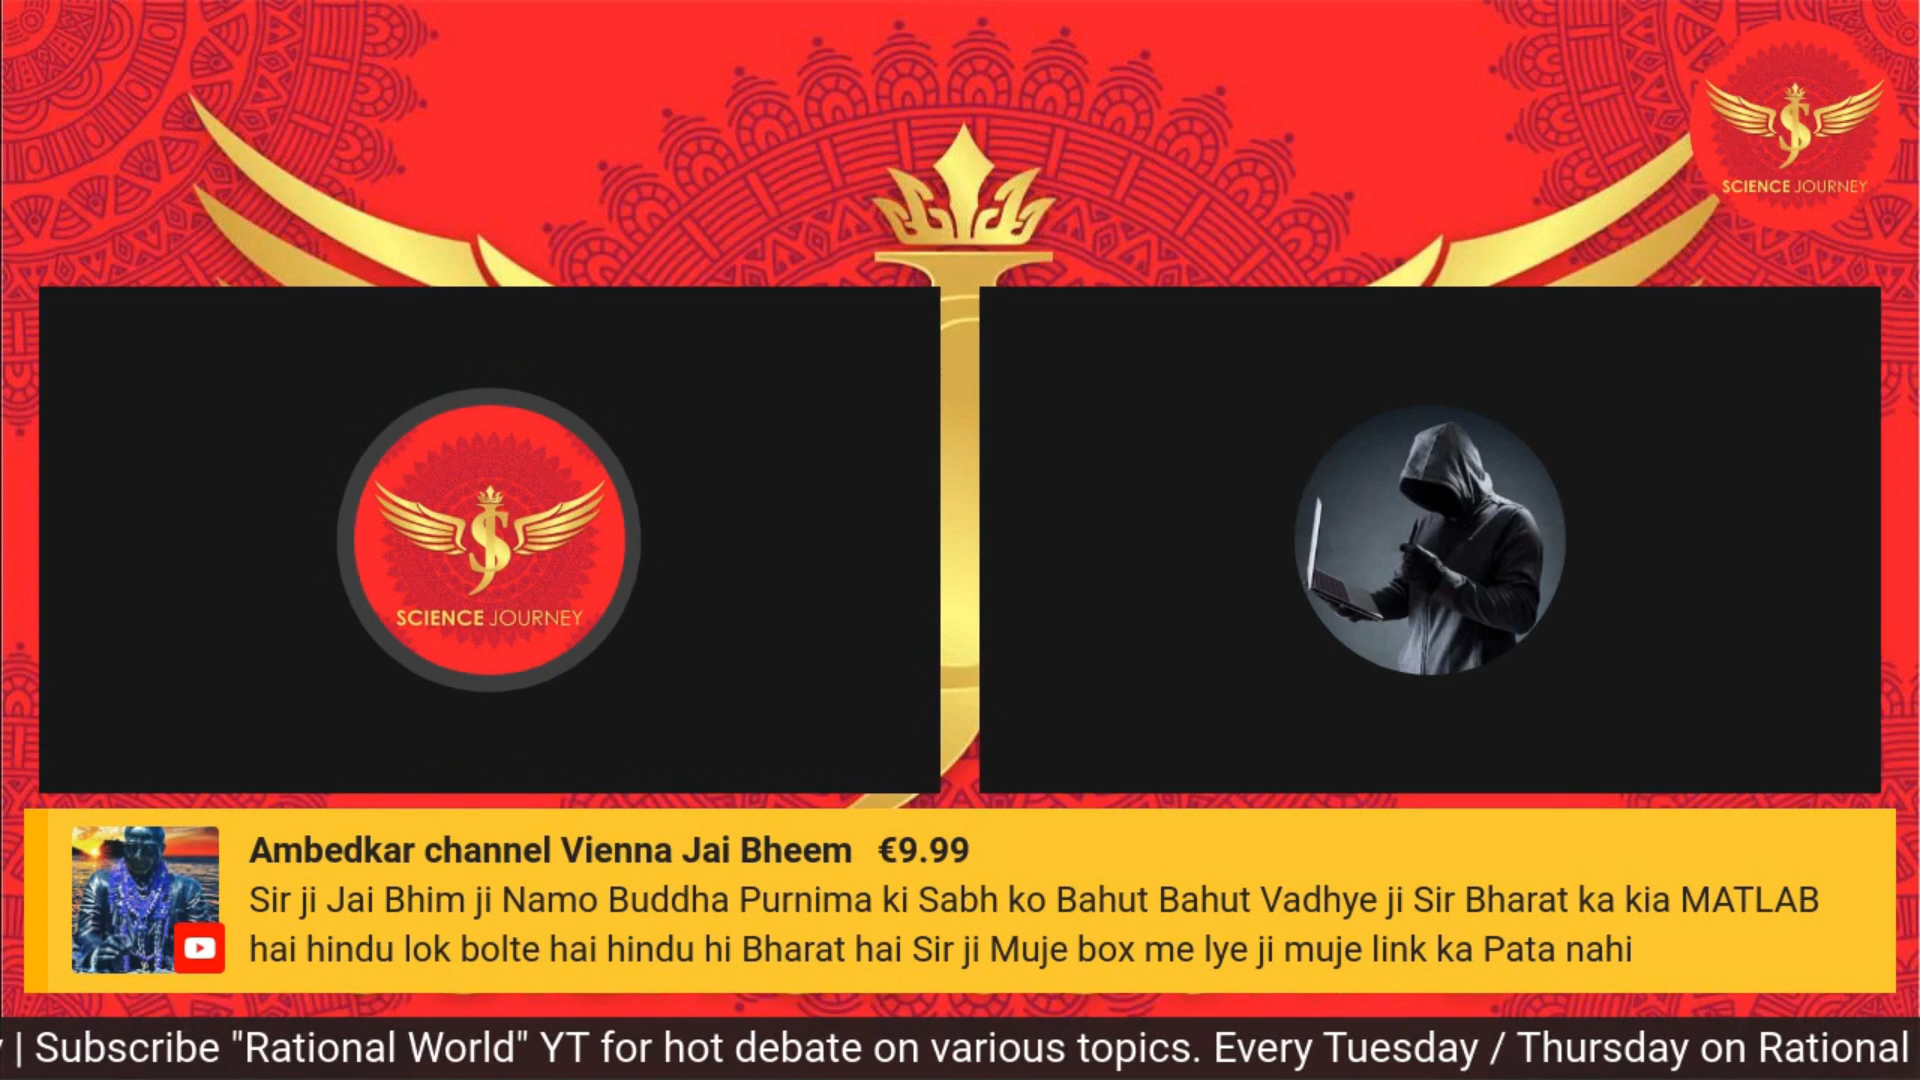 SCIENCE JOURNEY
SCIENCE JOURNEY
Ambedkar channel Vienna Jai Bheem €9.99
Sir ji Jai Bhim ji Namo Buddha Purnima ki Sabh ko Bahut Bahut Vadhye ji Sir Bharat ka kia MATLAB
hai hindu lok bolte hai hindu hi Bharat hai Sir ji Muje box me lye ji muje link ka Pata nahi
| Subscribe "Rational World" YT for hot debate on various topics. Every Tuesday / Thursday on Rational